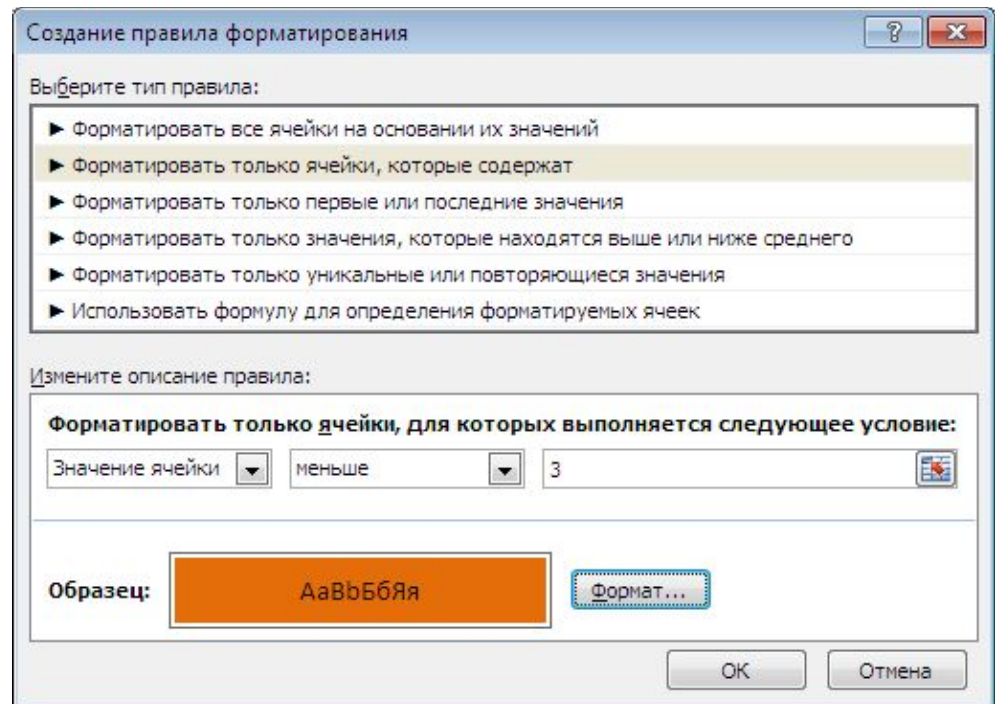 Создание правила форматирования
Выберите тип правила:
► Форматировать все ячейки на основании их значений
► Форматировать только ячейки, которые содержат
► Форматировать только первые или последние значения
► Форматировать только значения, которые находятся выше или ниже среднего
► Форматировать только уникальные или повторяющиеся значения
► Использовать формулу для определения форматируемых ячеек
Измените описание правила:
Форматировать только ячейки, для которых выполняется следующее условие:
Значение ячейки меньше 3
Образец: АаВbБбЯя Формат...
ОК Отмена